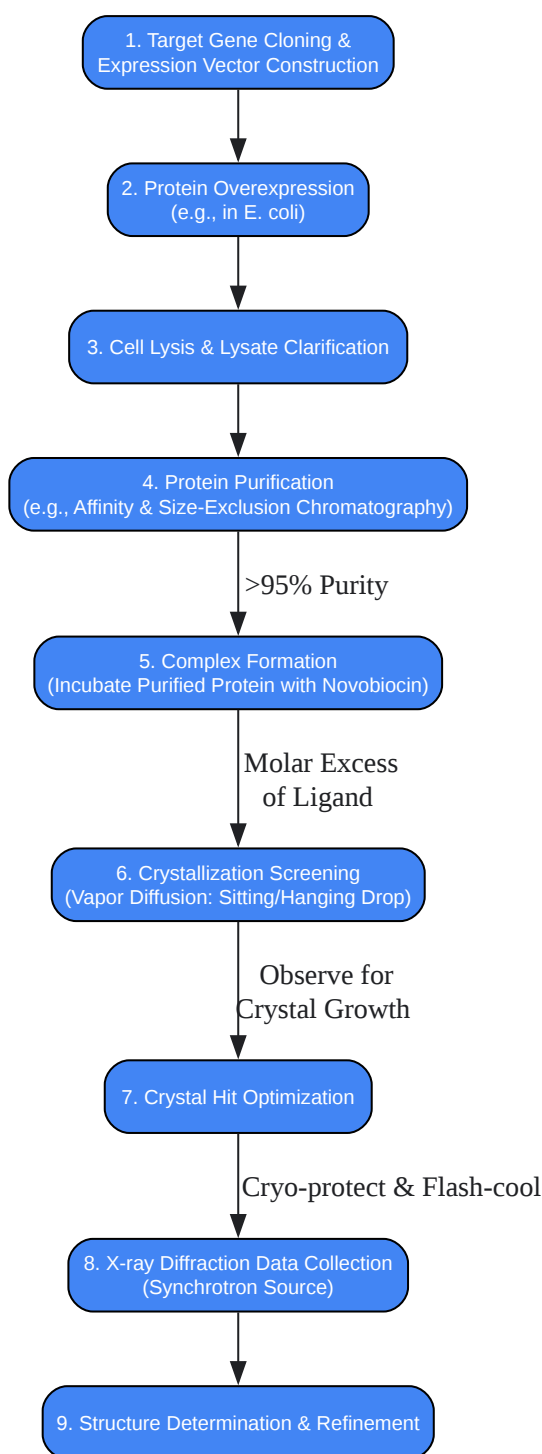 1. Target Gene Cloning &
Expression Vector Construction
2. Protein Overexpression
(e.g., in E. coli)
3. Cell Lysis & Lysate Clarification
4. Protein Purification
(e.g., Affinity & Size-Exclusion Chromatography)
>95% Purity
5. Complex Formation
(Incubate Purified Protein with Novobiocin)
Molar Excess
of Ligand
6. Crystallization Screening
(Vapor Diffusion: Sitting/Hanging Drop)
Observe for
Crystal Growth
7. Crystal Hit Optimization
Cryo-protect & Flash-cool
8. X-ray Diffraction Data Collection
(Synchrotron Source)
9. Structure Determination & Refinement